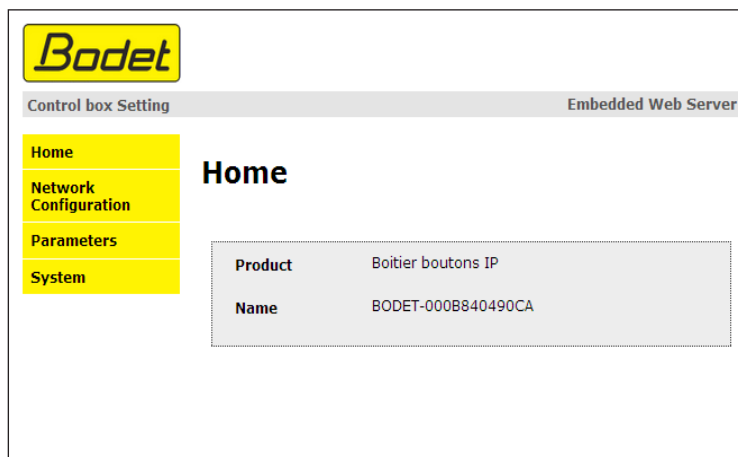 Bodet
Control box Setting
Embedded Web Server
Home
Network
Configuration
Parameters
System
Home
Product Boitier boutons IP
Name BODET-000B840490CA